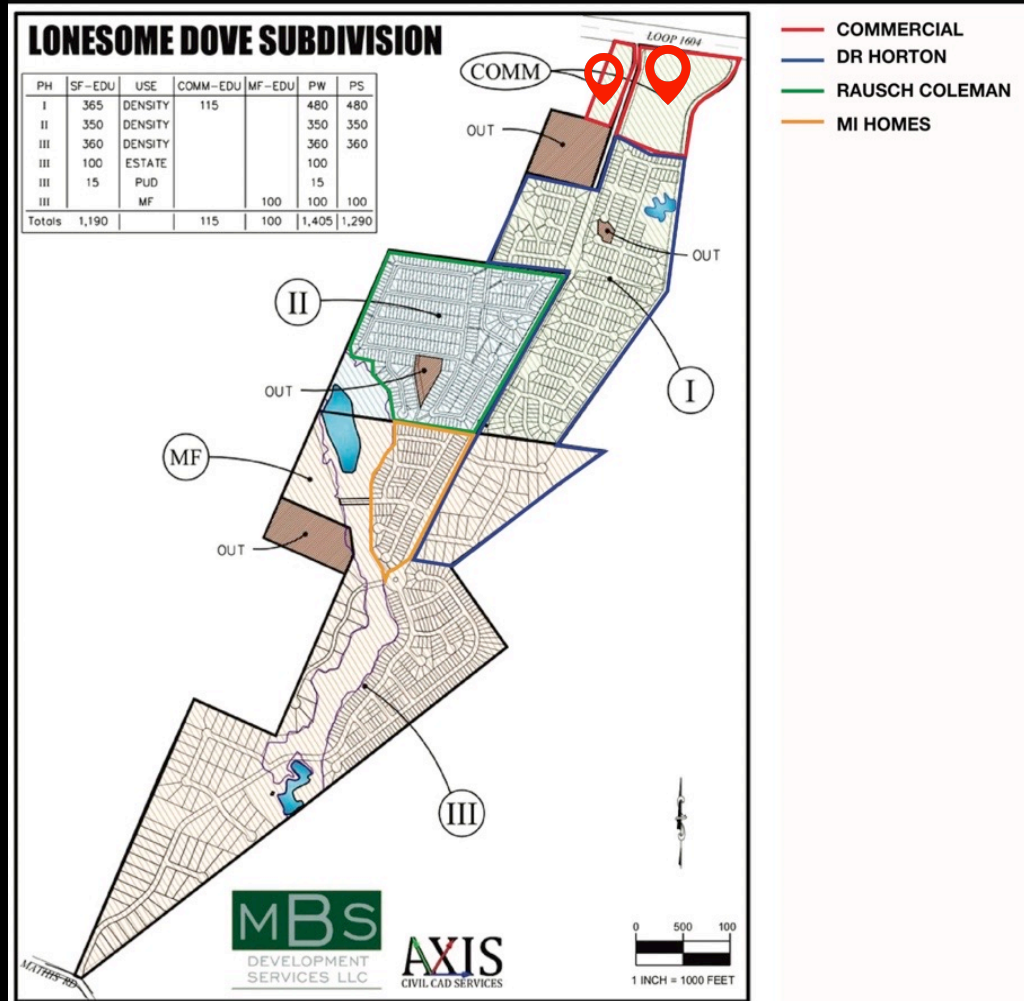 LONESOME DOVE SUBDIVISION
PH SF-EDU USE COMM-EDU MF-EDU PW PS
I 365 DENSITY 115 480 480
II 350 DENSITY 350 350
III 360 DENSITY 360 360
III 100 ESTATE 100
III 15 PUD 15
III MF 100 100 100
Totals 1,190 115 100 1,405 1,290
LOOP 1604
COMM
OUT
OUT
II
OUT
I
MF
OUT
III
MATHIS RD
MBS
DEVELOPMENT
SERVICES LLC
AXIS
CIVIL CAD SERVICES
0 500 100
1 INCH = 1000 FEET
COMMERCIAL
DR HORTON
RAUSCH COLEMAN
MI HOMES